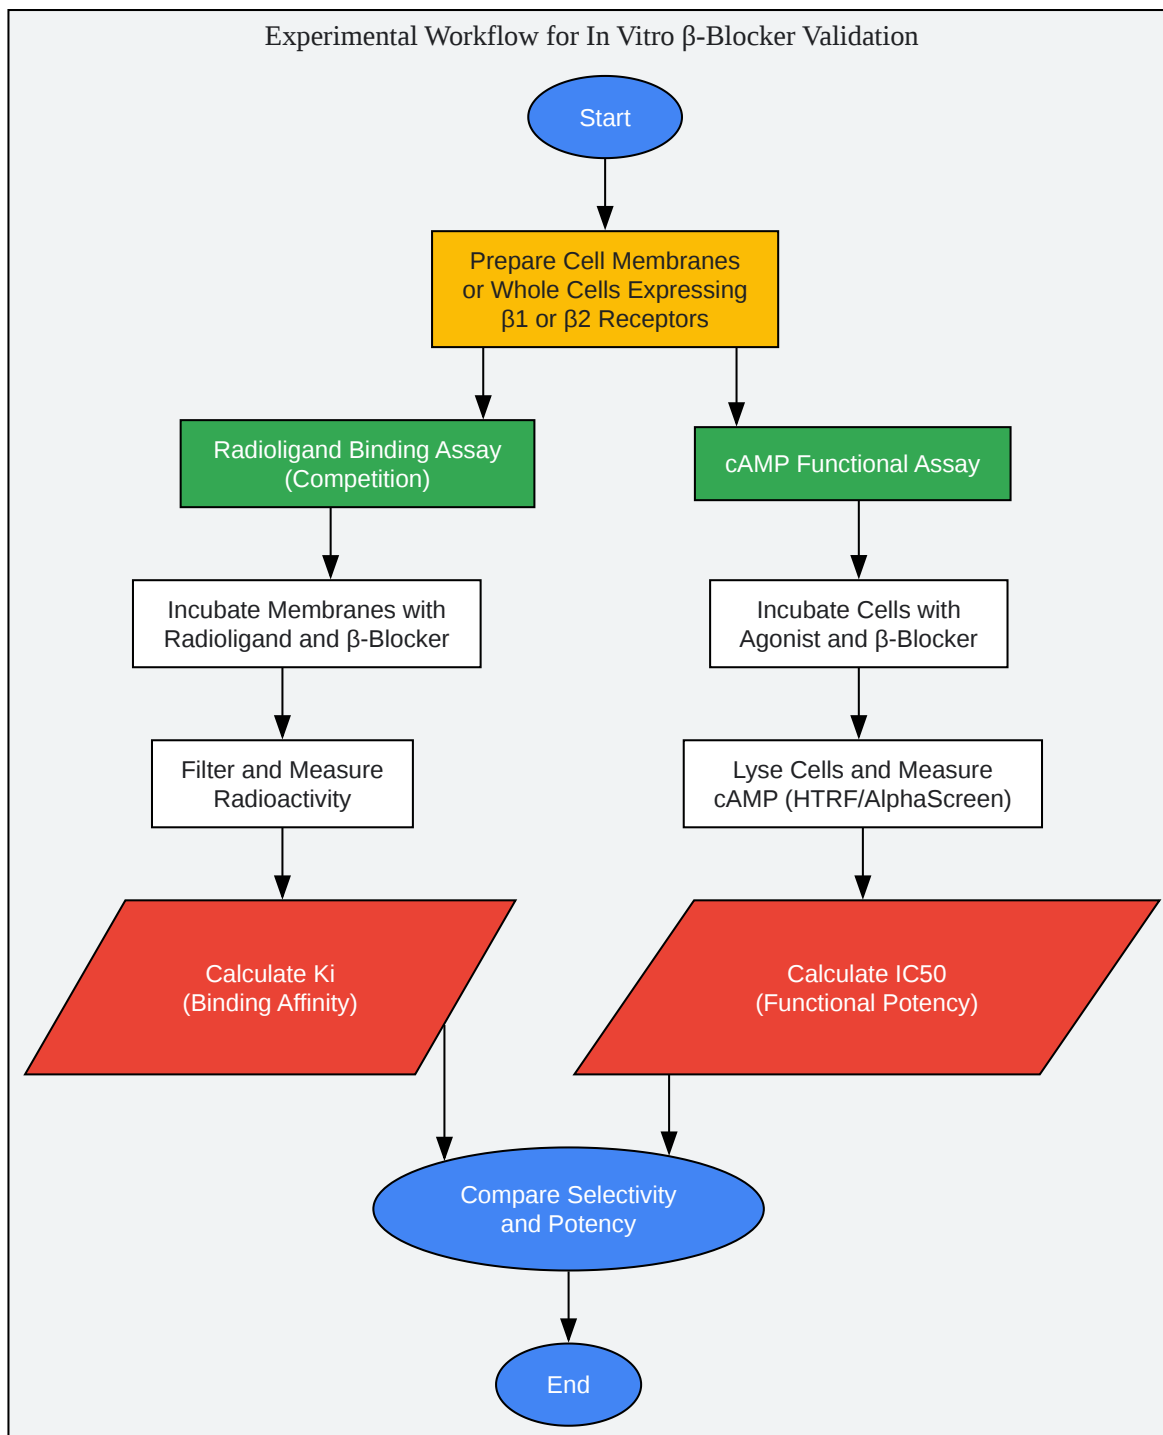 Experimental Workflow for In Vitro β-Blocker Validation
Start
Prepare Cell Membranes
or Whole Cells Expressing
β1 or β2 Receptors
Radioligand Binding Assay
(Competition)
cAMP Functional Assay
Incubate Membranes with
Radioligand and β-Blocker
Incubate Cells with
Agonist and β-Blocker
Filter and Measure
Radioactivity
Lyse Cells and Measure
cAMP (HTRF/AlphaScreen)
Calculate Ki
(Binding Affinity)
Calculate IC50
(Functional Potency)
Compare Selectivity
and Potency
End